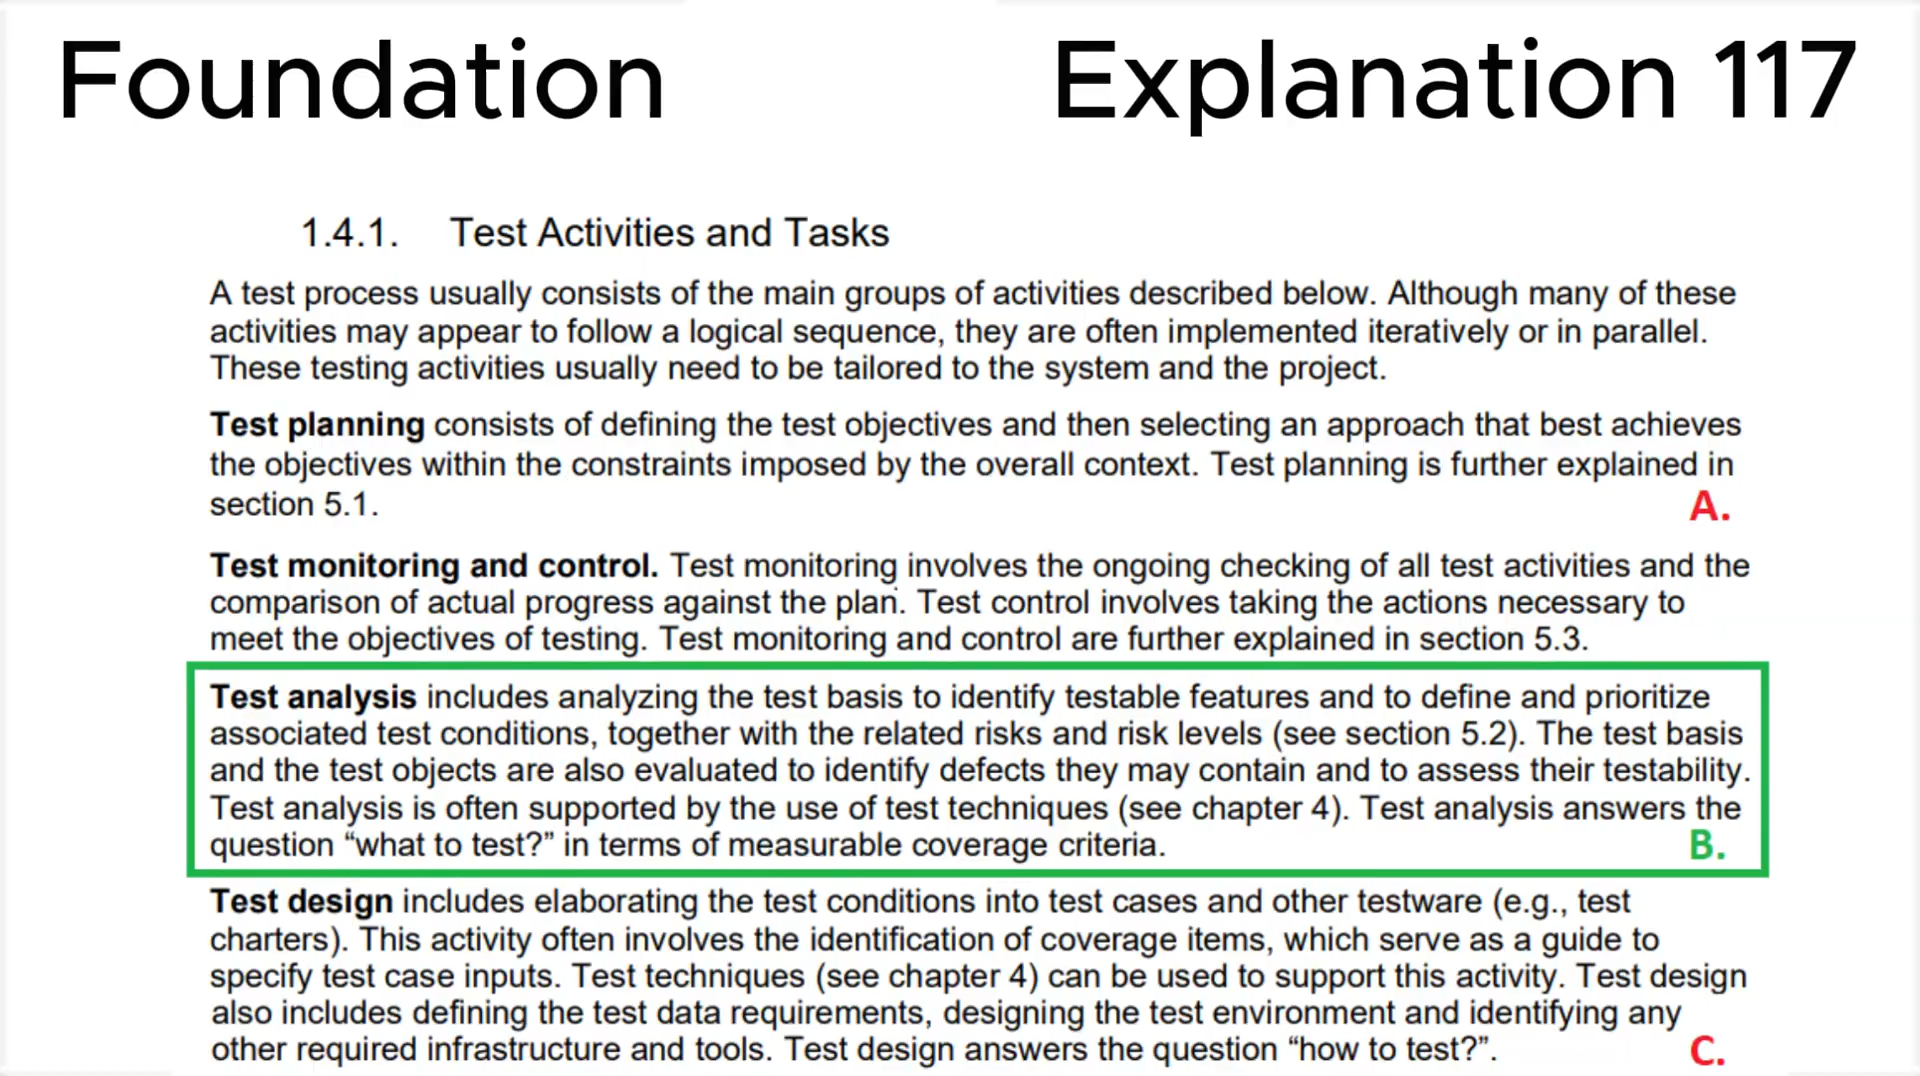 Foundation
Explanation 117
1.4.1. Test Activities and Tasks
A test process usually consists of the main groups of activities described below. Although many of these
activities may appear to follow a logical sequence, they are often implemented iteratively or in parallel.
These testing activities usually need to be tailored to the system and the project.
Test planning consists of defining the test objectives and then selecting an approach that best achieves
the objectives within the constraints imposed by the overall context. Test planning is further explained in
section 5.1.
A.
Test monitoring and control. Test monitoring involves the ongoing checking of all test activities and the
comparison of actual progress against the plan. Test control involves taking the actions necessary to
meet the objectives of testing. Test monitoring and control are further explained in section 5.3.
Test analysis includes analyzing the test basis to identify testable features and to define and prioritize
associated test conditions, together with the related risks and risk levels (see section 5.2). The test basis
and the test objects are also evaluated to identify defects they may contain and to assess their testability.
Test analysis is often supported by the use of test techniques (see chapter 4). Test analysis answers the
question “what to test?” in terms of measurable coverage criteria.
B.
Test design includes elaborating the test conditions into test cases and other testware (e.g., test
charters). This activity often involves the identification of coverage items, which serve as a guide to
specify test case inputs. Test techniques (see chapter 4) can be used to support this activity. Test design
also includes defining the test data requirements, designing the test environment and identifying any
other required infrastructure and tools. Test design answers the question “how to test?”.
C.